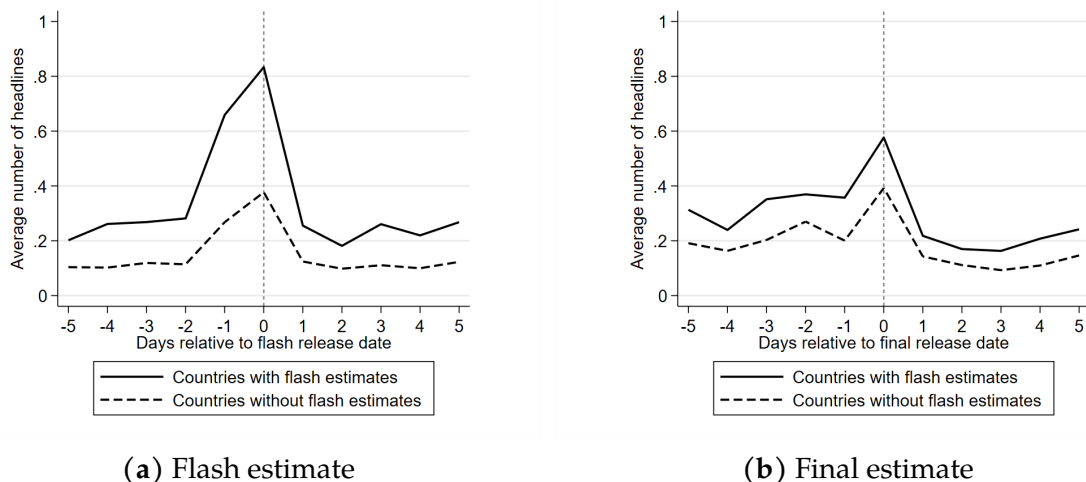 Average number of headlines
1
.8
.6
.4
.2
0
-5 -4 -3 -2 -1 0 1 2 3 4 5
Days relative to flash release date
Countries with flash estimates
Countries without flash estimates
(a) Flash estimate
Average number of headlines
1
.8
.6
.4
.2
0
-5 -4 -3 -2 -1 0 1 2 3 4 5
Days relative to final release date
Countries with flash estimates
Countries without flash estimates
(b) Final estimate